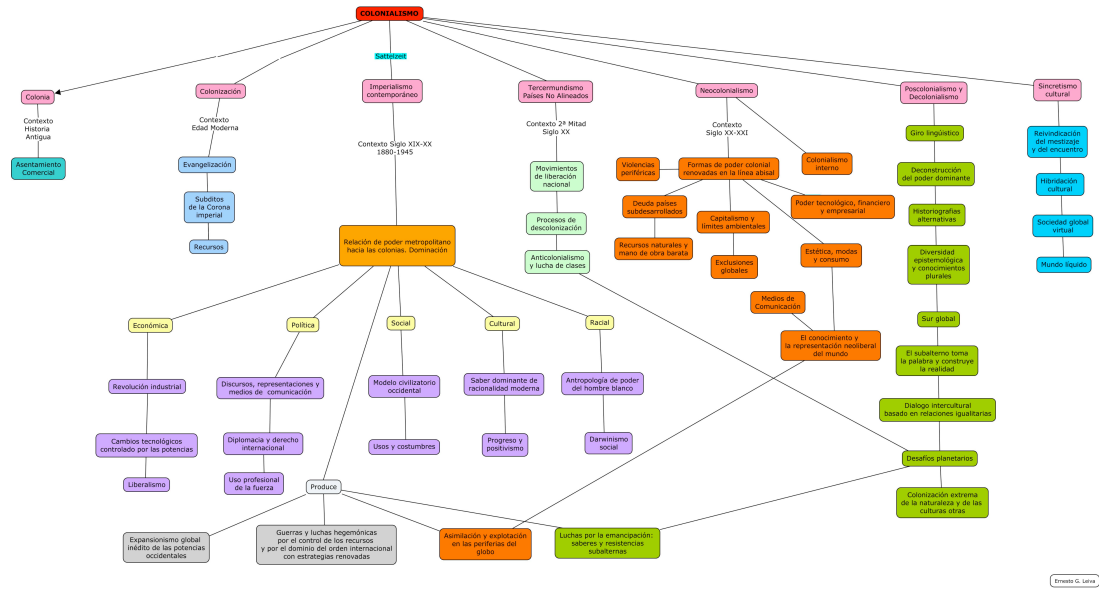 COLONIALISMO
Sattelzeit
Colonia
Colonización
Imperialismo
contemporáneo
Tercermundismo
Países No Alineados
Neocolonialismo
Poscolonialismo y
Decolonialismo
Sincretismo
cultural
Contexto
Historia
Antigua
Contexto
Edad Moderna
Contexto Siglo XIX-XX
1880-1945
Contexto 2ª Mitad
Siglo XX
Contexto
Siglo XX-XXI
Asentamiento
Comercial
Evangelización
Subditos
de la Corona
imperial
Recursos
Relación de poder metropolitano
hacia las colonias. Dominación
Movimientos
de liberación
nacional
Procesos de
descolonización
Anticolonialismo
y lucha de clases
Violencias
periféricas
Formas de poder colonial
renovadas en la línea abisal
Colonialismo
interno
Deuda países
subdesarrollados
Recursos naturales y
mano de obra barata
Capitalismo y
límites ambientales
Exclusiones
globales
Poder tecnológico, financiero
y empresarial
Estética, modas
y consumo
Medios de
Comunicación
El conocimiento y
la representación neoliberal
del mundo
Giro lingüistico
Deconstrucción
del poder dominante
Historiografías
alternativas
Diversidad
epistemológica
y conocimientos
plurales
Sur global
El subalterno toma
la palabra y construye
la realidad
Dialogo intercultural
basado en relaciones igualitarias
Desafíos planetarios
Colonización extrema
de la naturaleza y de las
culturas otras
Reivindicación
del mestizaje
y del encuentro
Hibridación
cultural
Sociedad global
virtual
Mundo líquido
Económica
Política
Social
Cultural
Racial
Revolución industrial
Cambios tecnológicos
controlado por las potencias
Liberalismo
Discursos, representaciones y
medios de comunicación
Diplomacia y derecho
internacional
Uso profesional
de la fuerza
Modelo civilizatorio
occidental
Usos y costumbres
Saber dominante de
racionalidad moderna
Progreso y
positivismo
Antropología de poder
del hombre blanco
Darwinismo
social
Produce
Expansionismo global
inédito de las potencias
occidentales
Guerras y luchas hegemónicas
por el control de los recursos
y por el dominio del orden internacional
con estrategias renovadas
Asimilación y explotación
en las periferias del
globo
Luchas por la emancipación:
saberes y resistencias
subalternas
Ernesto G. Leiva